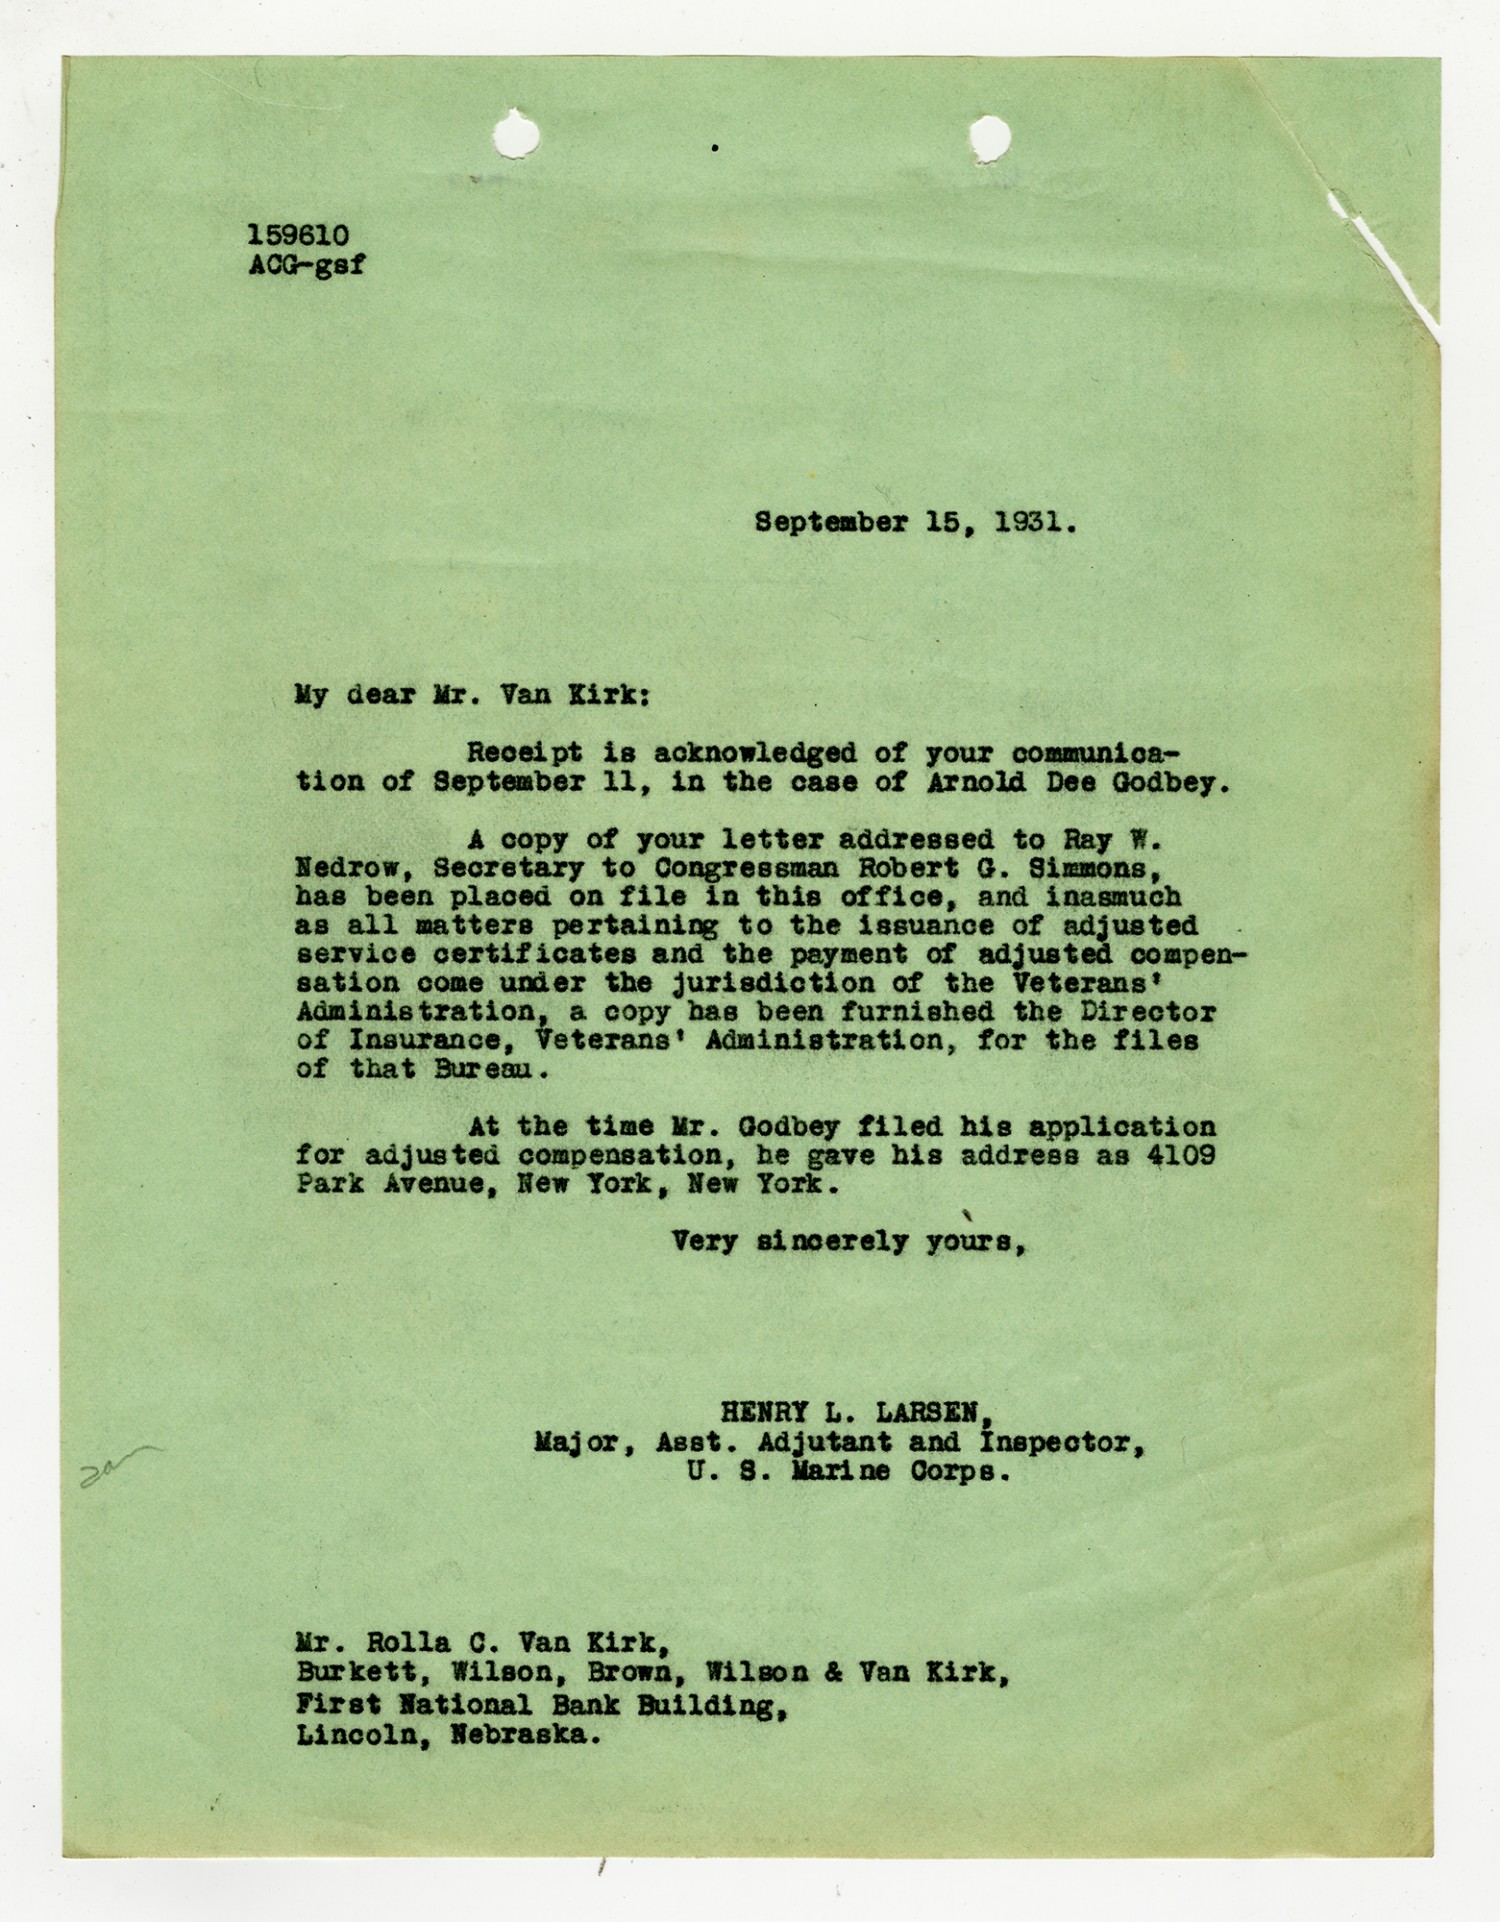 159610
ACG-gsf
September 15, 1931.
My dear Mr. Van Kirk:
Receipt is acknowledged of your communica-
tion of September 11, in the case of Arnold Dee Godbey.
A copy of your letter addressed to Ray W.
Nedrow, Secretary to Congressman Robert G. Simmons,
has been placed on file in this office, and inasmuch
as all matters pertaining to the issuance of adjusted
service certificates and the payment of adjusted compen-
sation come under the jurisdiction of the Veterans'
Administration, a copy has been furnished the Director
of Insurance, Veterans' Administration, for the files
of that Bureau.
At the time Mr. Godbey filed his application
for adjusted compensation, he gave his address as 4109
Park Avenue, New York, New York.
Very sincerely yours,
HENRY L. LARSEN,
Major, Asst. Adjutant and Inspector,
U. S. Marine Corps.
Mr. Rolla C. Van Kirk,
Burkett, Wilson, Brown, Wilson & Van Kirk,
First National Bank Building,
Lincoln, Nebraska.